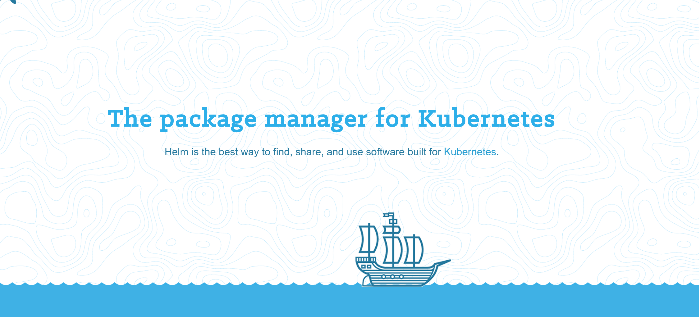 The package manager for Kubernetes
Helm is the best way to find, share, and use software built for Kubernetes.